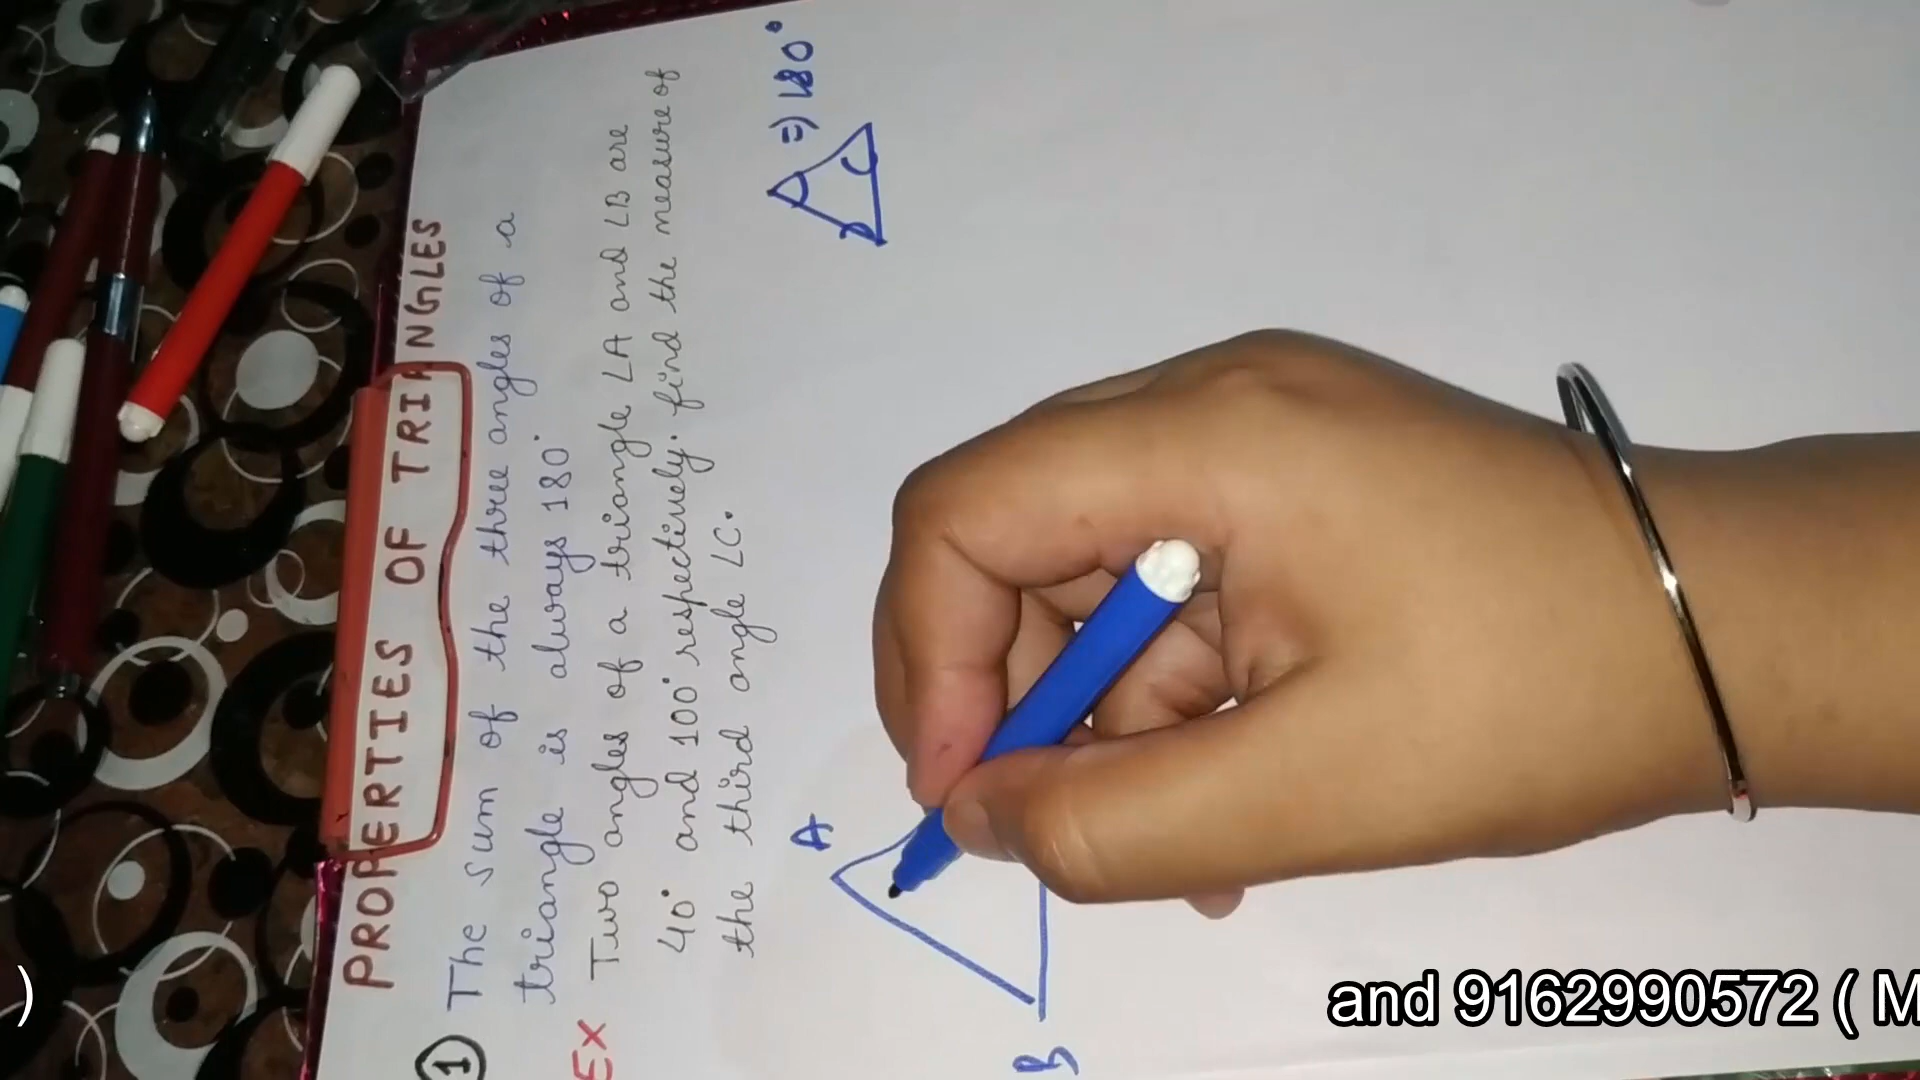 PROPERTIES OF TRIANGLES
1 The sum of the three angles of a
triangle is always 180°
Ex Two angles of a triangle ∠A and ∠B are
40° and 100° respectively. find the measure of
the third angle ∠C.
=) 180°
A
B
)
and 9162990572 ( M